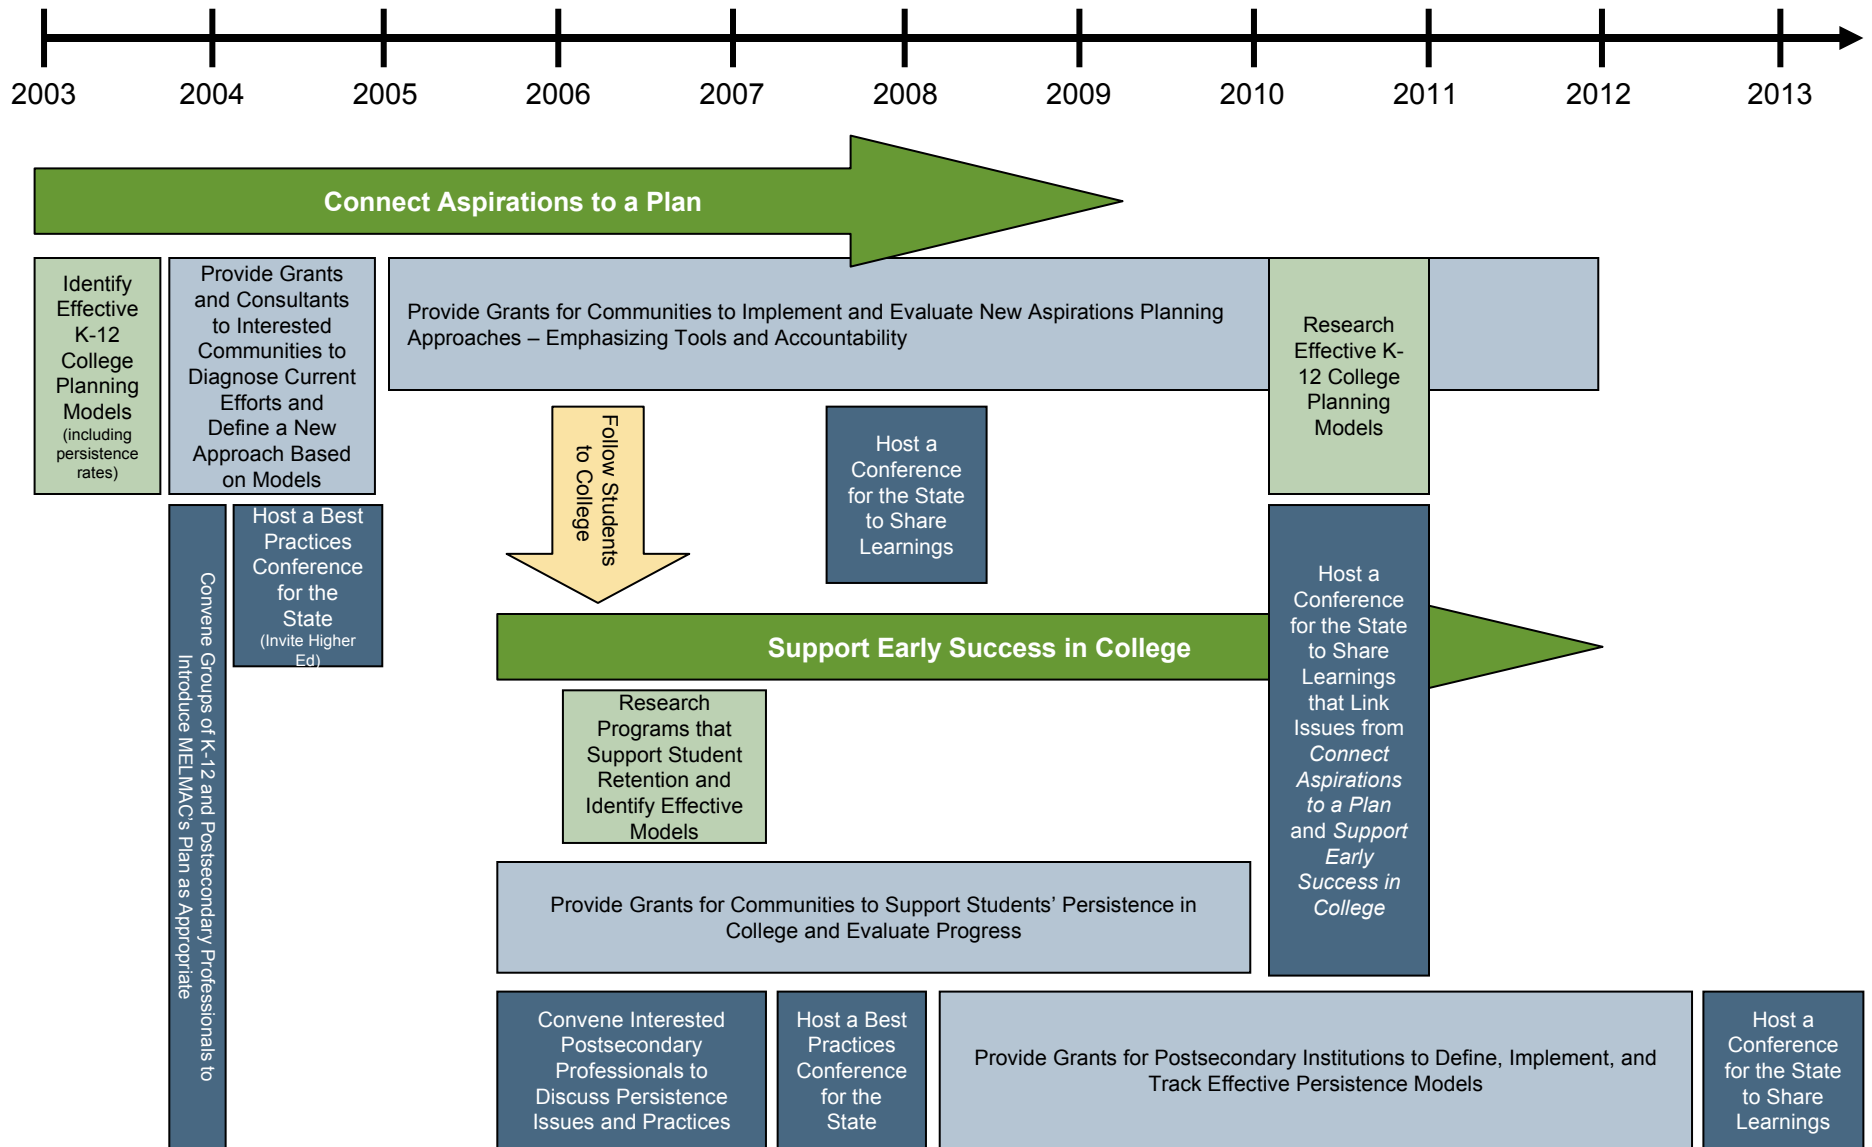 2003 2004 2005 2006 2007 2008 2009 2010 2011 2012 2013
Connect Aspirations to a Plan
Identify
Effective
K-12
College
Planning
Models
(including
persistence
rates)
Provide Grants
and Consultants
to Interested
Communities to
Diagnose Current
Efforts and
Define a New
Approach Based
on Models
Provide Grants for Communities to Implement and Evaluate New Aspirations Planning
Approaches – Emphasizing Tools and Accountability
Research
Effective K-
12 College
Planning
Models
Follow Students
to College
Host a
Conference
for the State
to Share
Learnings
Convene Groups of K-12 and Postsecondary Professionals to
Introduce MELMAC's Plan as Appropriate
Host a Best
Practices
Conference
for the
State
(Invite Higher
Ed)
Support Early Success in College
Host a
Conference
for the State
to Share
Learnings
that Link
Issues from
Connect
Aspirations
to a Plan
and Support
Early
Success in
College
Research
Programs that
Support Student
Retention and
Identify Effective
Models
Provide Grants for Communities to Support Students’ Persistence in
College and Evaluate Progress
Convene Interested
Postsecondary
Professionals to
Discuss Persistence
Issues and Practices
Host a Best
Practices
Conference
for the
State
Provide Grants for Postsecondary Institutions to Define, Implement, and
Track Effective Persistence Models
Host a
Conference
for the State
to Share
Learnings